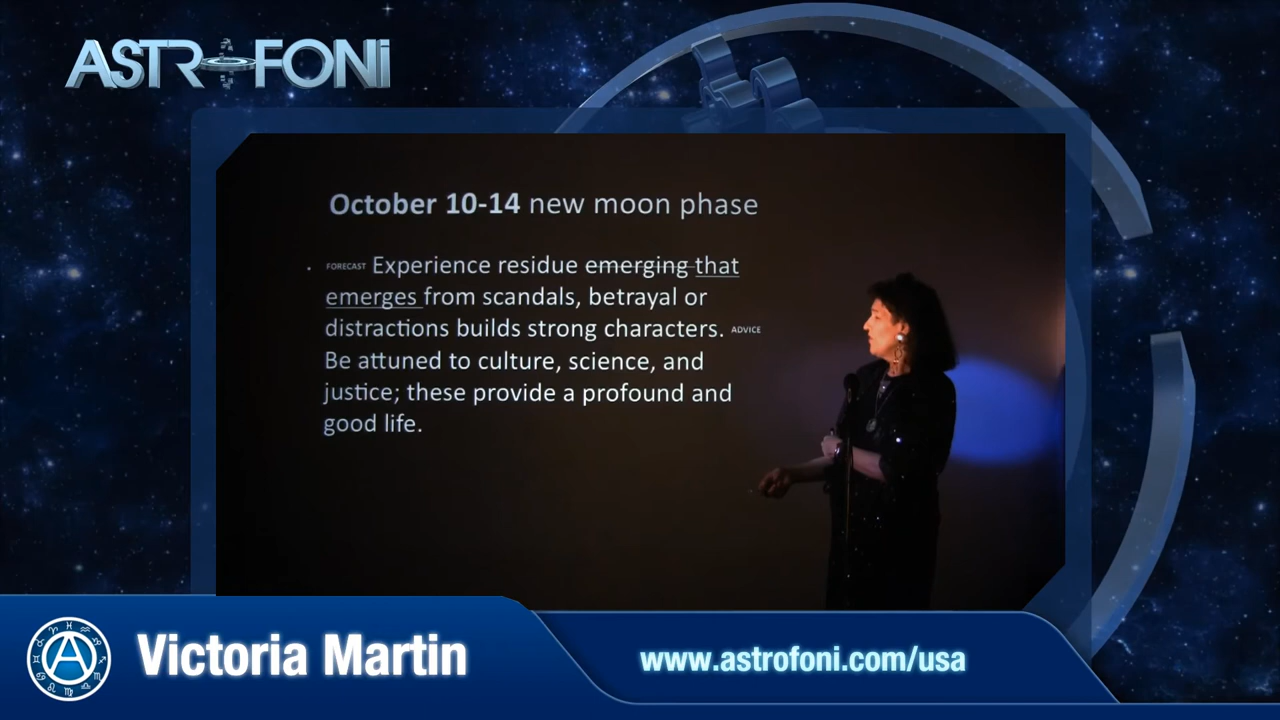 ASTROFONi
October 10-14 new moon phase
FORECAST Experience residue emerging that
emerges from scandals, betrayal or
distractions builds strong characters. ADVICE
Be attuned to culture, science, and
justice; these provide a profound and
good life.
Victoria Martin
www.astrofoni.com/usa